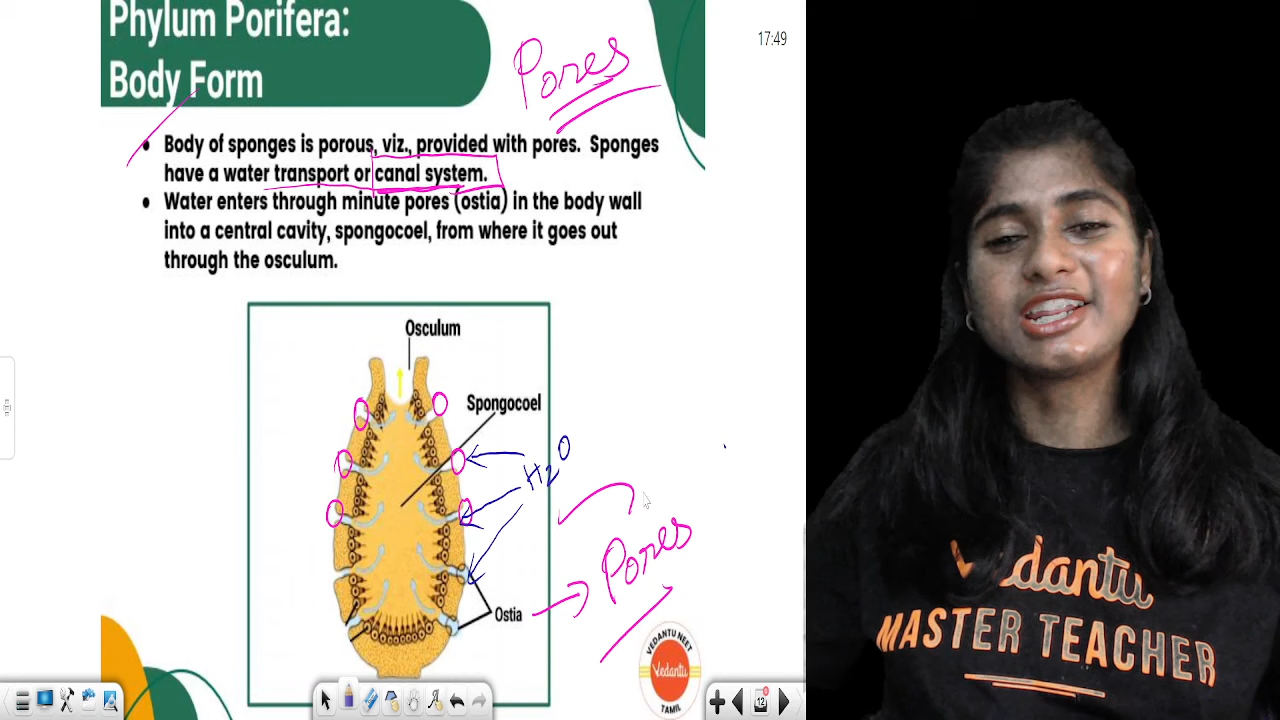 Phylum Porifera:
Body Form
Pores
17:49
• Body of sponges is porous, viz., provided with pores. Sponges
have a water transport or canal system.
• Water enters through minute pores (ostia) in the body wall
into a central cavity, spongocoel, from where it goes out
through the osculum.
Osculum
Spongocoel
H2O
Pores
Ostia
VEDANTU NEET
Vedantu
TAMIL
12
Vedantu
MASTER TEACHER